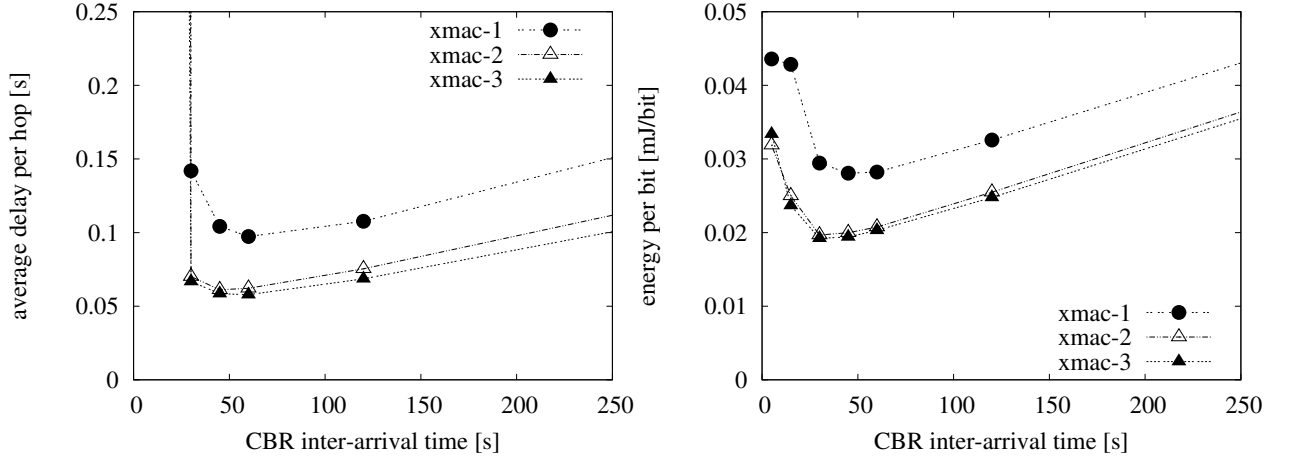 average delay per hop [s]
0.25
0.2
0.15
0.1
0.05
0
0 50 100 150 200 250
CBR inter-arrival time [s]
xmac-1
xmac-2
xmac-3
energy per bit [mJ/bit]
0.05
0.04
0.03
0.02
0.01
0
0 50 100 150 200 250
CBR inter-arrival time [s]
xmac-1
xmac-2
xmac-3